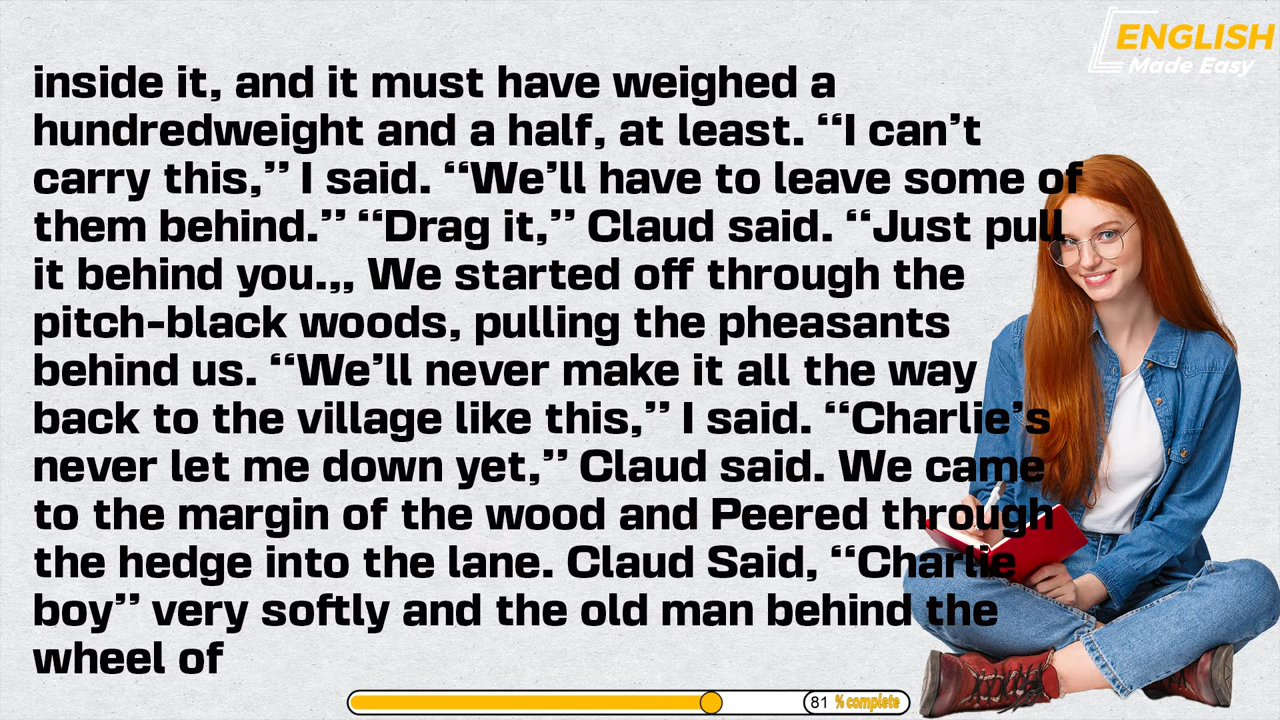 ENGLISH
Made Easy
inside it, and it must have weighed a
hundredweight and a half, at least. “I can’t
carry this,” I said. “We’ll have to leave some of
them behind.” “Drag it,” Claud said. “Just pull
it behind you.,, We started off through the
pitch-black woods, pulling the pheasants
behind us. “We’ll never make it all the way
back to the village like this,” I said. “Charlie’s
never let me down yet,” Claud said. We came
to the margin of the wood and Peered through
the hedge into the lane. Claud Said, “Charlie
boy” very softly and the old man behind the
wheel of
81 % complete